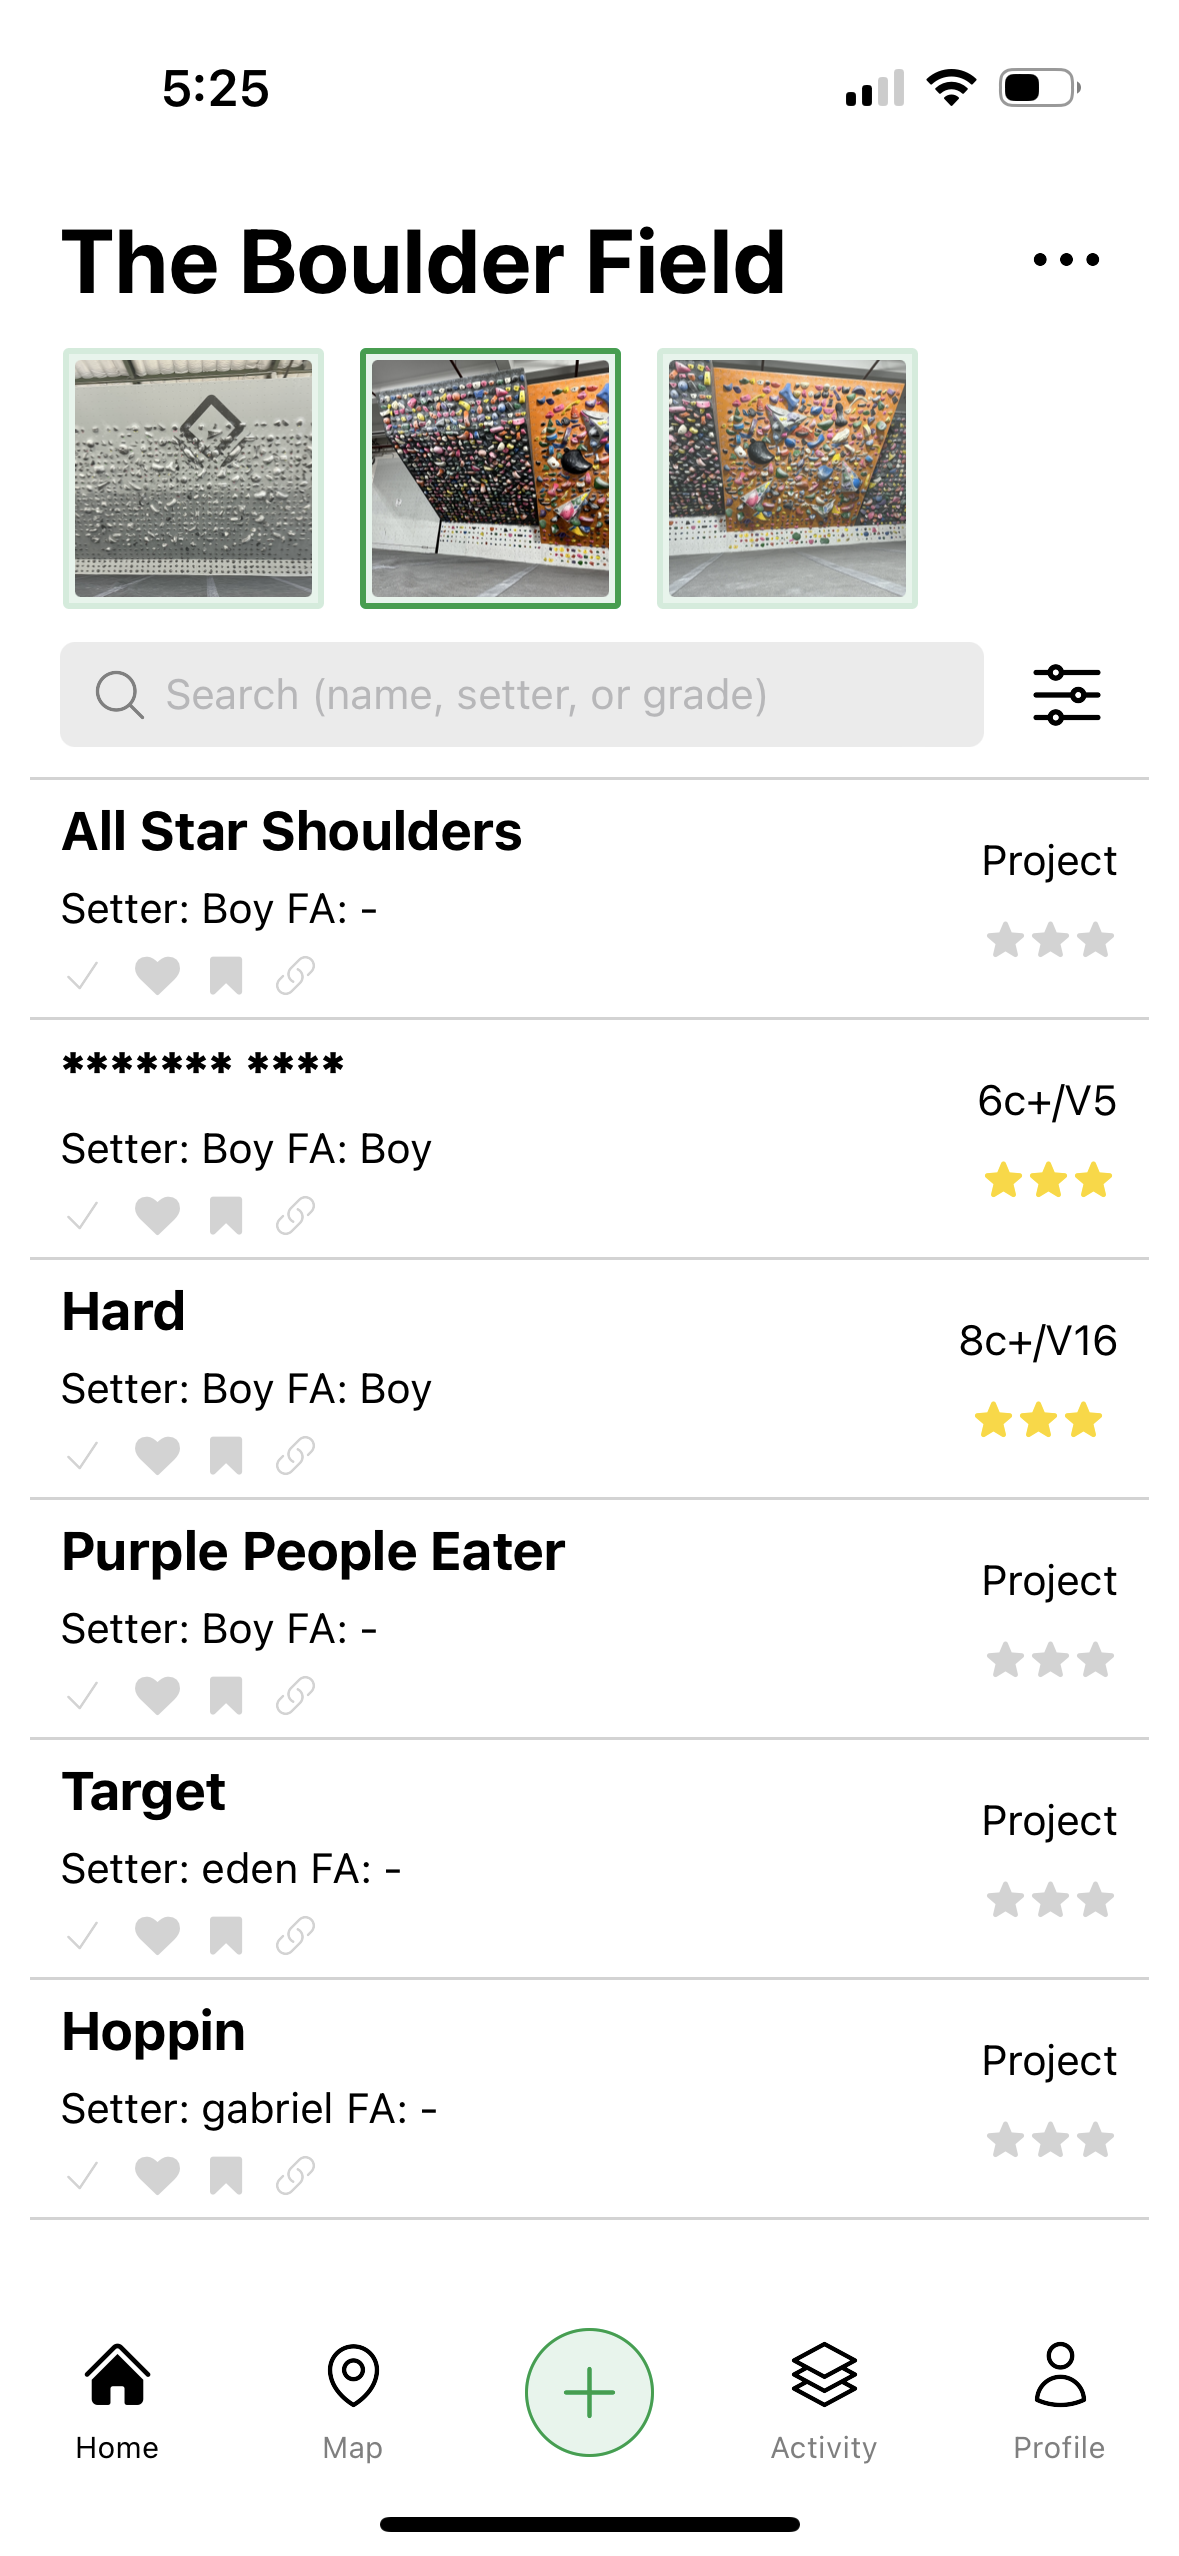 5:25
The Boulder Field
Search (name, setter, or grade)
All Star Shoulders
Project
Setter: Boy FA: -
******* ****
6c+/V5
Setter: Boy FA: Boy
Hard
8c+/V16
Setter: Boy FA: Boy
Purple People Eater
Project
Setter: Boy FA: -
Target
Project
Setter: eden FA: -
Hoppin
Project
Setter: gabriel FA: -
Home
Map
Activity
Profile